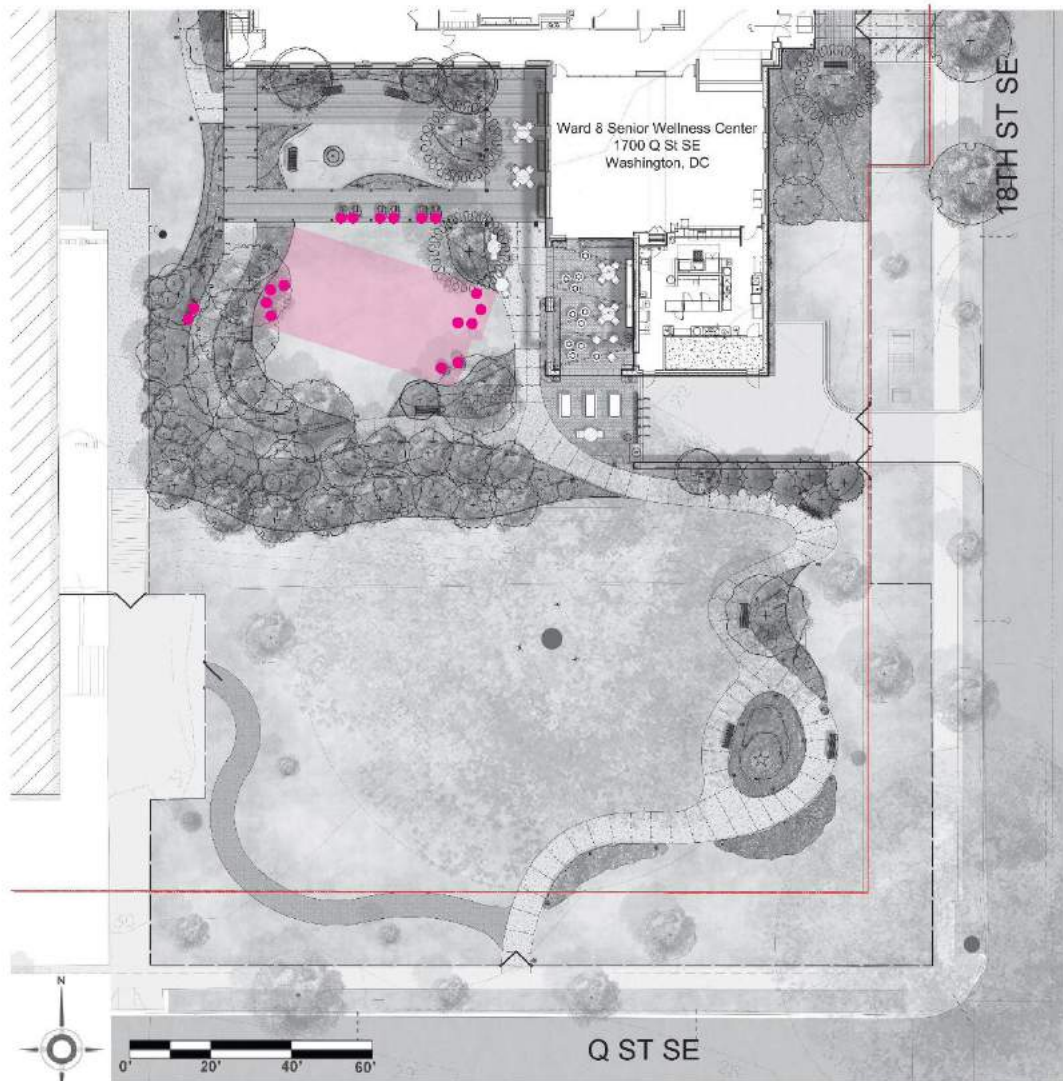 18TH ST SE
Ward 8 Senior Wellness Center
1700 Q St SE
Washington, DC
N
0' 20' 40' 60'
Q ST SE